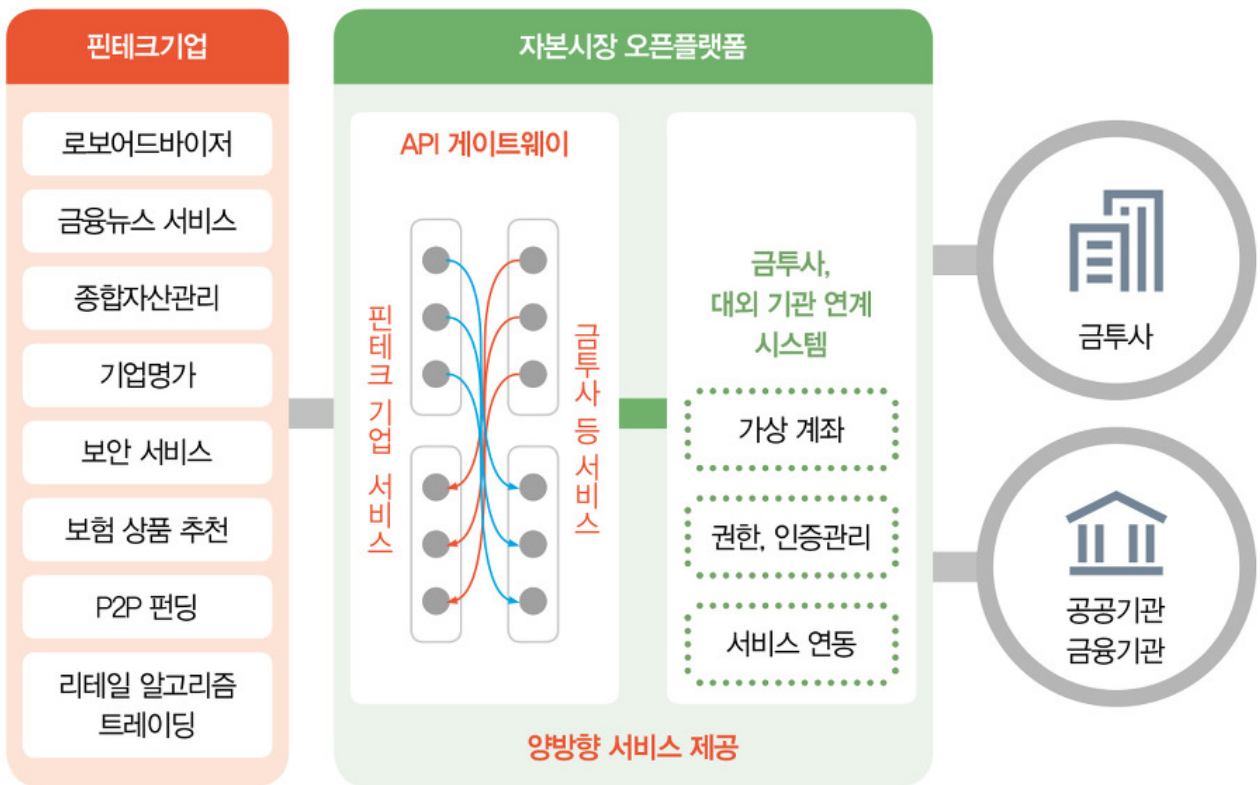 핀테크기업
로보어드바이저
금융뉴스 서비스
종합자산관리
기업명가
보안 서비스
보험 상품 추천
P2P 펀딩
리테일 알고리즘
트레이딩
자본시장 오픈플랫폼
API 게이트웨이
핀테크 기업 서비스
금투사 등 서비스
금투사,
대외 기관 연계
시스템
가상 계좌
권한, 인증관리
서비스 연동
양방향 서비스 제공
금투사
공공기관
금융기관